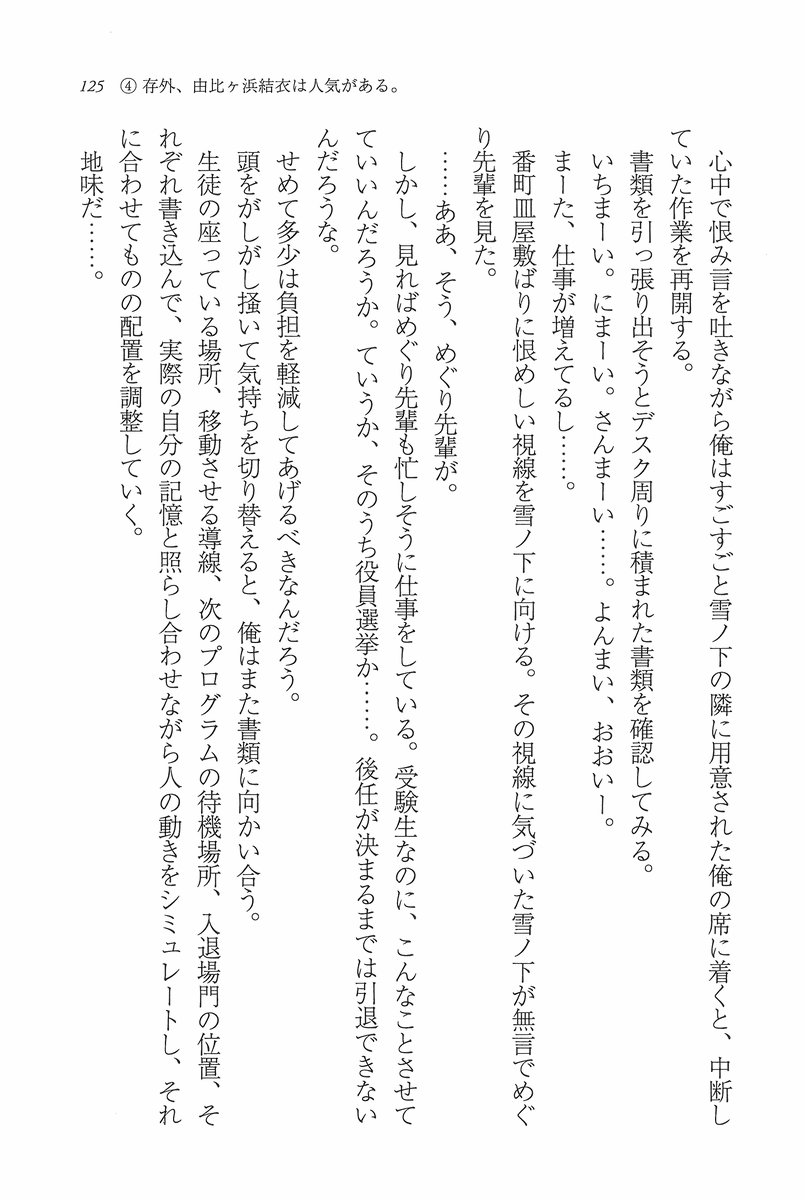 125 ④ 存外、由比ヶ浜結衣は人気がある。
心中で恨み言を吐きながら俺はすごすごと雪ノ下の隣に用意された俺の席に着くと、中断し
ていた作業を再開する。
書類を引っ張り出そうとデスク周りに積まれた書類を確認してみる。
いちまーい。にまーい。さんまーい……。よんまい、おおいー。
まーた、仕事が増えてるし……。
番町皿屋敷ばりに恨めしい視線を雪ノ下に向ける。その視線に気づいた雪ノ下が無言でめぐ
り先輩を見た。
……ああ、そう、めぐり先輩が。
しかし、見ればめぐり先輩も忙しそうに仕事をしている。受験生なのに、こんなことさせて
ていいんだろうか。ていうか、そのうち役員選挙か……。後任が決まるまでは引退できない
んだろうな。
せめて多少は負担を軽減してあげるべきなんだろう。
頭をがしがし掻いて気持ちを切り替えると、俺はまた書類に向かい合う。
生徒の座っている場所、移動させる導線、次のプログラムの待機場所、入退場門の位置、そ
れぞれ書き込んで、実際の自分の記憶と照らし合わせながら人の動きをシミュレートし、それ
に合わせてものの配置を調整していく。
地味だ……。